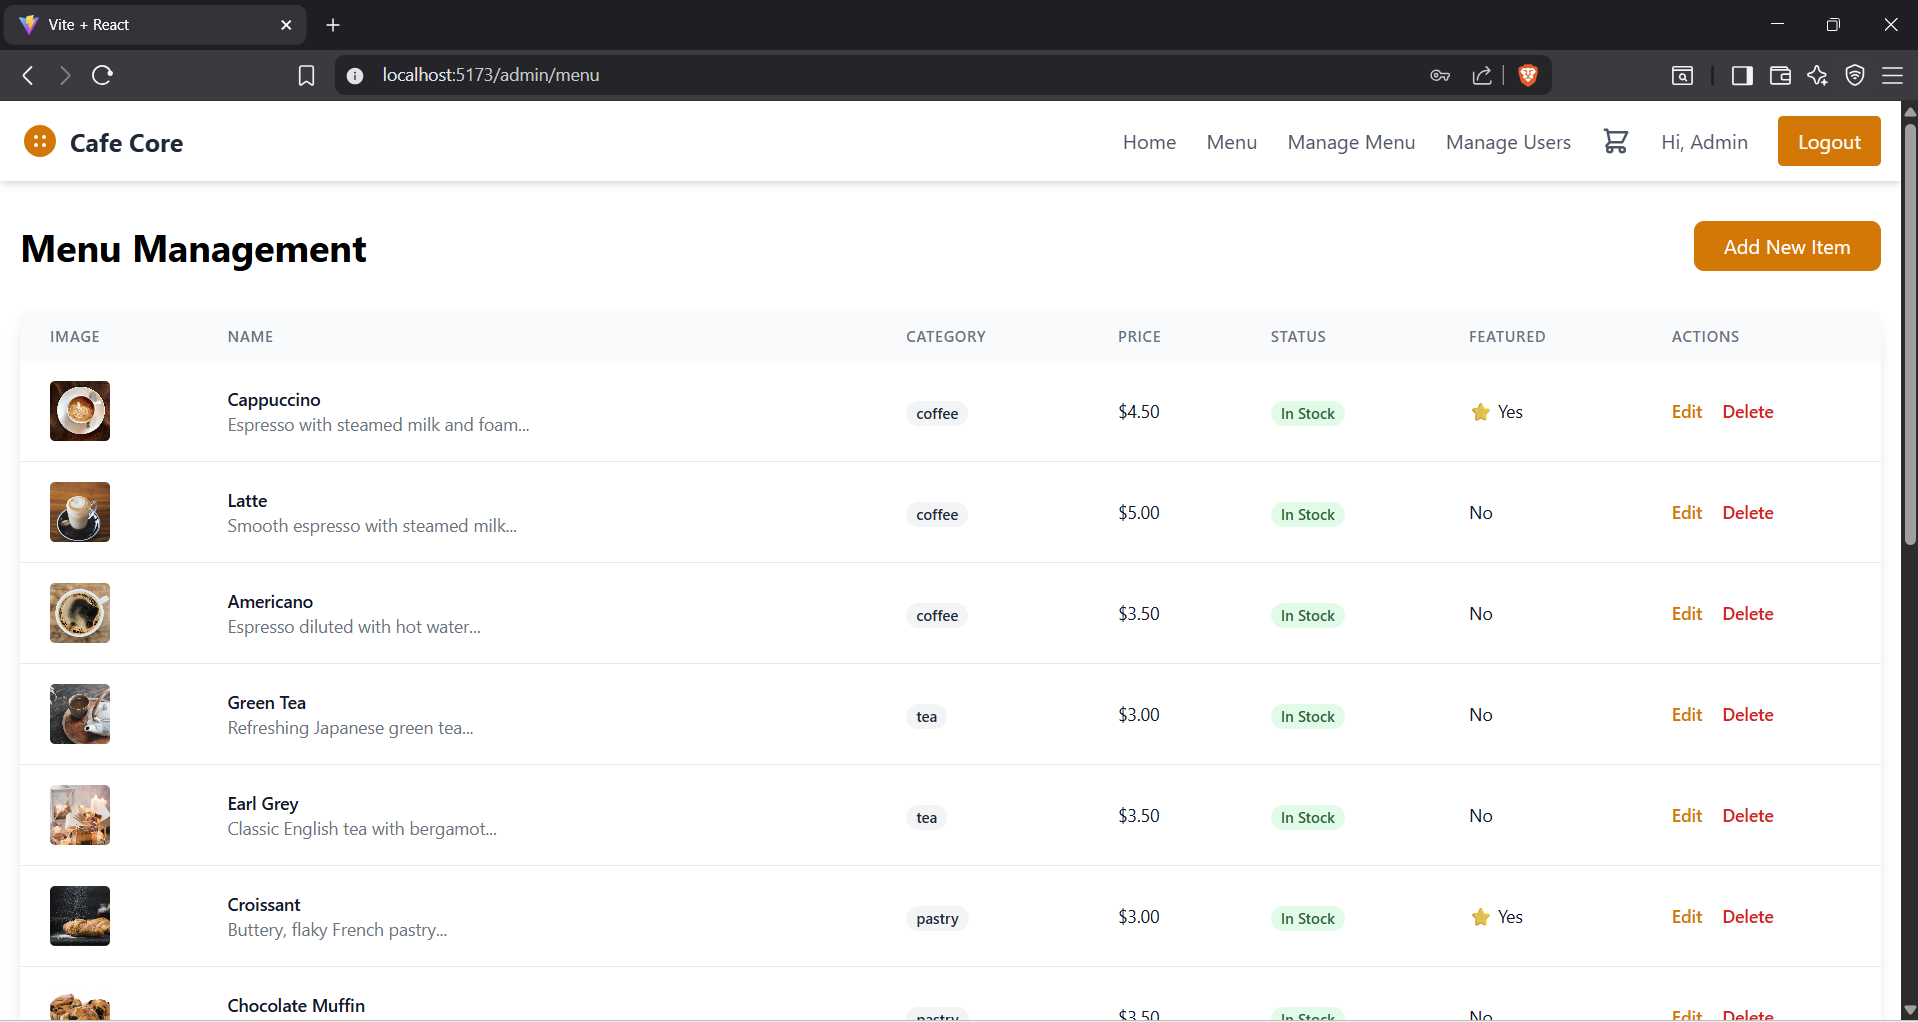 Vite + React
localhost:5173/admin/menu
Cafe Core
Home Menu Manage Menu Manage Users Hi, Admin Logout
Menu Management
Add New Item
IMAGE NAME CATEGORY PRICE STATUS FEATURED ACTIONS
Cappuccino
Espresso with steamed milk and foam...
coffee $4.50 In Stock Yes Edit Delete
Latte
Smooth espresso with steamed milk...
coffee $5.00 In Stock No Edit Delete
Americano
Espresso diluted with hot water...
coffee $3.50 In Stock No Edit Delete
Green Tea
Refreshing Japanese green tea...
tea $3.00 In Stock No Edit Delete
Earl Grey
Classic English tea with bergamot...
tea $3.50 In Stock No Edit Delete
Croissant
Buttery, flaky French pastry...
pastry $3.00 In Stock Yes Edit Delete
Chocolate Muffin
pastry $3.50 In Stock No Edit Delete